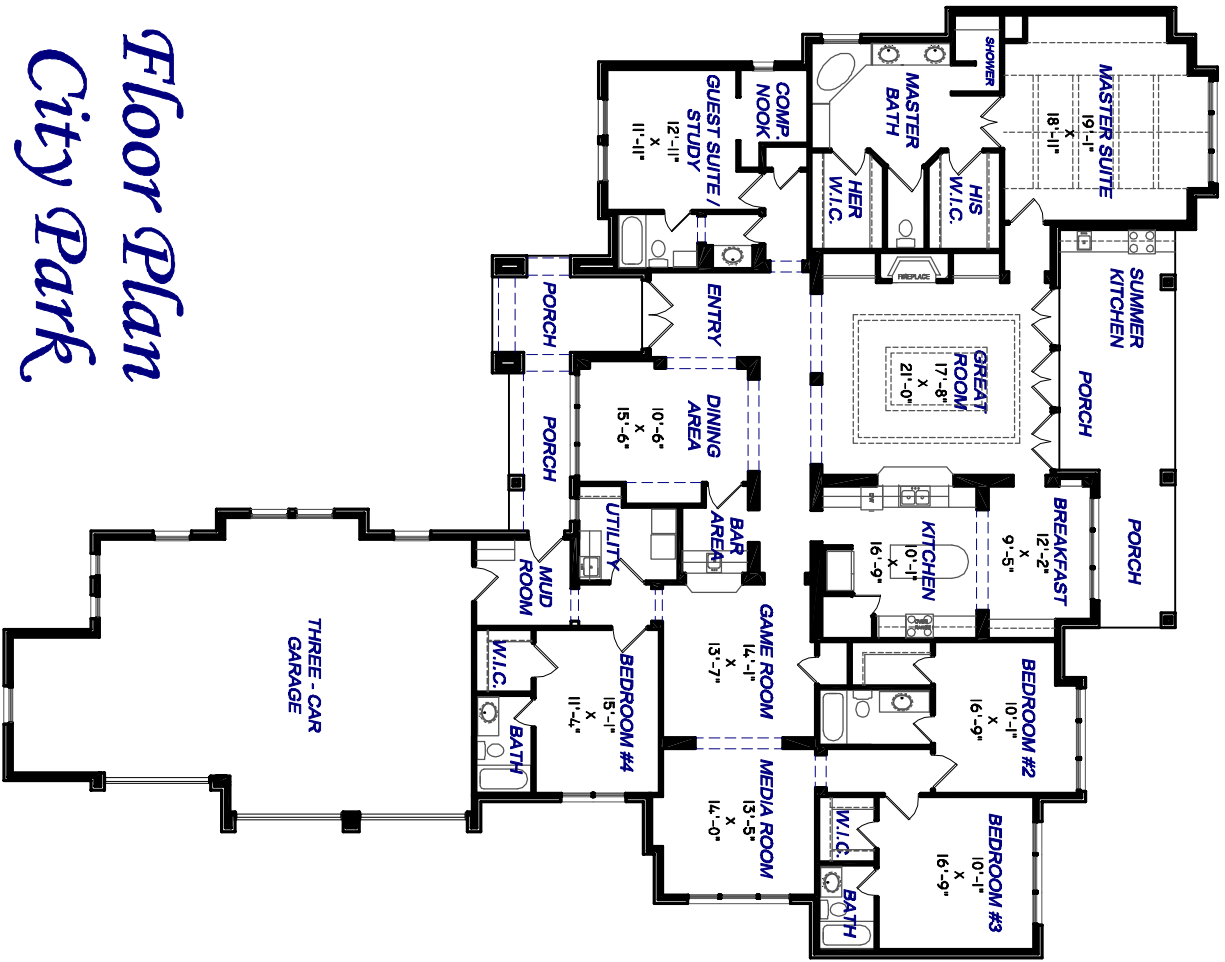 Floor Plan
City Park
MASTER SUITE
19'-1"
X
18'-11"
SHOWER
MASTER
BATH
HIS
W.I.C.
HER
W.I.C.
COMP.
NOOK
GUEST SUITE /
STUDY
12'-11"
X
11'-11"
SUMMER
KITCHEN
PORCH
PORCH
FIREPLACE
GREAT
ROOM
17'-8"
X
21'-0"
ENTRY
PORCH
DINING
AREA
10'-6"
X
15'-6"
PORCH
BREAKFAST
12'-2"
X
9'-5"
KITCHEN
10'-1"
X
16'-9"
DW
OVEN
RANGE
BAR
AREA
UTILITY
MUD
ROOM
THREE - CAR
GARAGE
GAME ROOM
14'-1"
X
13'-7"
BEDROOM #2
10'-1"
X
16'-9"
BEDROOM #4
15'-1"
X
11'-4"
W.I.C.
BATH
MEDIA ROOM
13'-5"
X
14'-0"
BEDROOM #3
10'-1"
X
16'-9"
W.I.C.
BATH